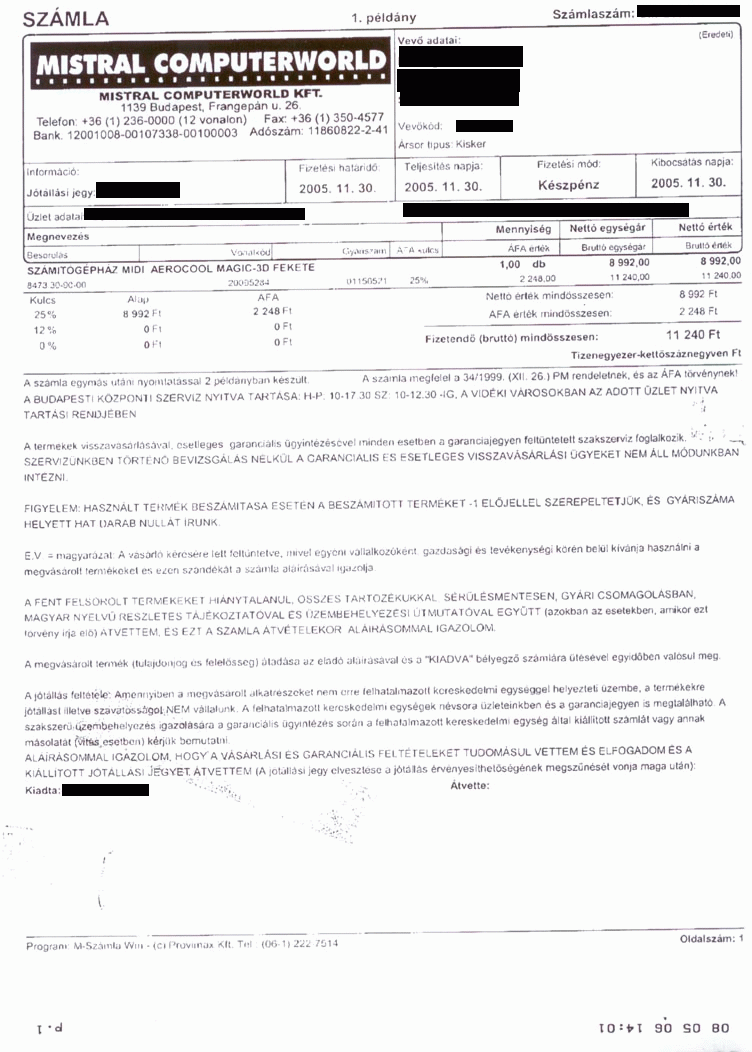 SZÁMLA
1. példány
Számlaszám:
(Eredeti)
MISTRAL COMPUTERWORLD
MISTRAL COMPUTERWORLD KFT.
1139 Budapest, Frangepán u. 26.
Telefon: +36 (1) 236-0000 (12 vonalon) Fax: +36 (1) 350-4577
Bank. 12001008-00107338-00100003 Adószám: 11860822-2-41
Vevő adatai:
Vevőkód:
Ársor típus: Kisker
Információ:
Jótállási jegy:
Fizetési határidő:
2005. 11. 30.
Teljesítés napja:
2005. 11. 30.
Fizetési mód:
Készpénz
Kibocsátás napja:
2005. 11. 30.
Üzlet adatai:
Megnevezés Mennyiség Nettó egységár Nettó érték
Besorolás Vonalkód Gyáriszám ÁFA kulcs ÁFA érték Bruttó egységár Bruttó érték
SZÁMITÓGÉPHÁZ MIDI AEROCOOL MAGIC-3D FEKETE 1,00 db 8 992,00 8 992,00
8473.30-90-00 20095284 01150521 25% 2 248,00 11 240,00 11 240,00
Kulcs Alap ÁFA
25 % 8 992 Ft 2 248 Ft
12 % 0 Ft 0 Ft
0 % 0 Ft 0 Ft
Nettó érték mindösszesen: 8 992 Ft
ÁFA érték mindösszesen: 2 248 Ft
Fizetendő (bruttó) mindösszesen: 11 240 Ft
Tizenegyezer-kettőszáznegyven Ft
A számla egymás utáni nyomtatással 2 példányban készült. A számla megfelel a 34/1999. (XII. 26.) PM rendeletnek, és az ÁFA törvénynek!
A BUDAPESTI KÖZPONTI SZERVIZ NYITVA TARTÁSA: H-P: 10-17.30 SZ: 10-12.30 -IG, A VIDÉKI VÁROSOKBAN AZ ADOTT ÜZLET NYITVA
TARTÁSI RENDJÉBEN
A termékek visszavásárlásával, esetleges garanciális ügyintézésével minden esetben a garanciajegyen feltüntetett szakszerviz foglalkozik.
SZERVIZÜNKBEN TÖRTÉNŐ BEVIZSGÁLÁS NÉLKÜL A GARANCIÁLIS ÉS ESETLEGES VISSZAVÁSÁRLÁSI ÜGYEKET NEM ÁLL MÓDUNKBAN
INTÉZNI.
FIGYELEM: HASZNÁLT TERMÉK BESZÁMÍTÁSA ESETÉN A BESZÁMÍTOTT TERMÉKET -1 ELŐJELLEL SZEREPELTETJÜK, ÉS GYÁRISZÁMA
HELYETT HAT DARAB NULLÁT ÍRUNK.
E.V. = magyarázat: A vásárló kérésére lett feltüntetve, mivel egyéni vállalkozóként, gazdasági és tevékenységi körén belül kívánja használni a
megvásárolt termékeket és ezen szándékát a számla aláírásával igazolja.
A FENT FELSOROLT TERMÉKEKET HIÁNYTALANUL, ÖSSZES TARTOZÉKUKKAL, SÉRÜLÉSMENTESEN, GYÁRI CSOMAGOLÁSBAN,
MAGYAR NYELVŰ RÉSZLETES TÁJÉKOZTATÓVAL ÉS ÜZEMBEHELYEZÉSI ÚTMUTATÓVAL EGYÜTT (azokban az esetekben, amikor ezt
törvény írja elő) ÁTVETTEM, ÉS EZT A SZÁMLA ÁTVÉTELEKOR ALÁÍRÁSOMMAL IGAZOLOM.
A megvásárolt termék (tulajdonjog és felelősség) átadása az eladó aláírásával és a "KIADVA" bélyegző számlára ütésével egyidőben valósul meg.
A jótállás feltétele: Amennyiben a megvásárolt alkatrészeket nem erre felhatalmazott kereskedelmi egységgel helyezteti üzembe, a termékekre
jótállást illetve szavatosságot NEM vállalunk. A felhatalmazott kereskedelmi egységek névsora üzleteinkben és a garanciajegyen is megtalálható. A
szakszerű üzembehelyezés igazolására a garanciális ügyintézés során a felhatalmazott kereskedelmi egység által kiállított számlát vagy annak
másolatát (vitás esetben) kérjük bemutatni.
ALÁÍRÁSOMMAL IGAZOLOM, HOGY A VÁSÁRLÁSI ÉS GARANCIÁLIS FELTÉTELEKET TUDOMÁSUL VETTEM ÉS ELFOGADOM ÉS A
KIÁLLÍTOTT JÓTÁLLÁSI JEGYET ÁTVETTEM (A jótállási jegy elvesztése a jótállás érvényesíthetőségének megszűnését vonja maga után):
Kiadta: Átvette:
Program: M-Számla Win - (c) Provimax Kft. Tel.: (06-1) 222 7514 Oldalszám: 1
p. 1
08 05 06 14:01